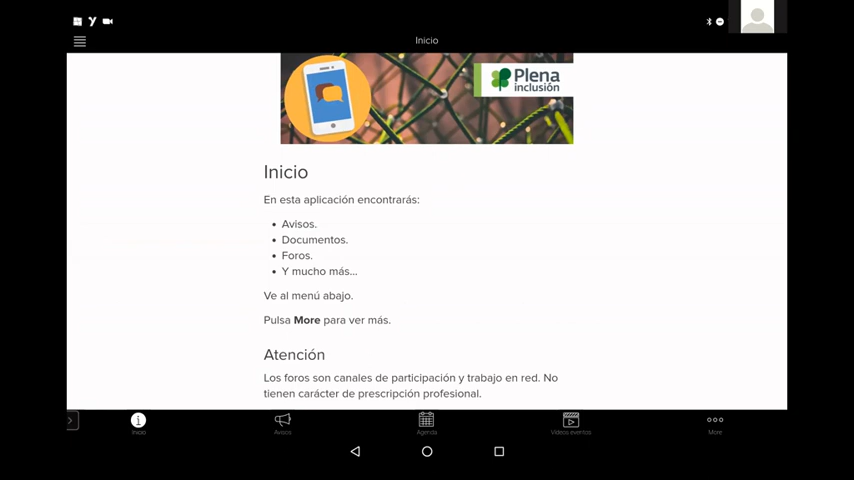 Inicio
Plena
inclusión
Inicio
En esta aplicación encontrarás:
Avisos.
Documentos.
Foros.
Y mucho más...
Ve al menú abajo.
Pulsa More para ver más.
Atención
Los foros son canales de participación y trabajo en red. No
tienen carácter de prescripción profesional.
Inicio
Avisos
Agenda
Vídeos eventos
More